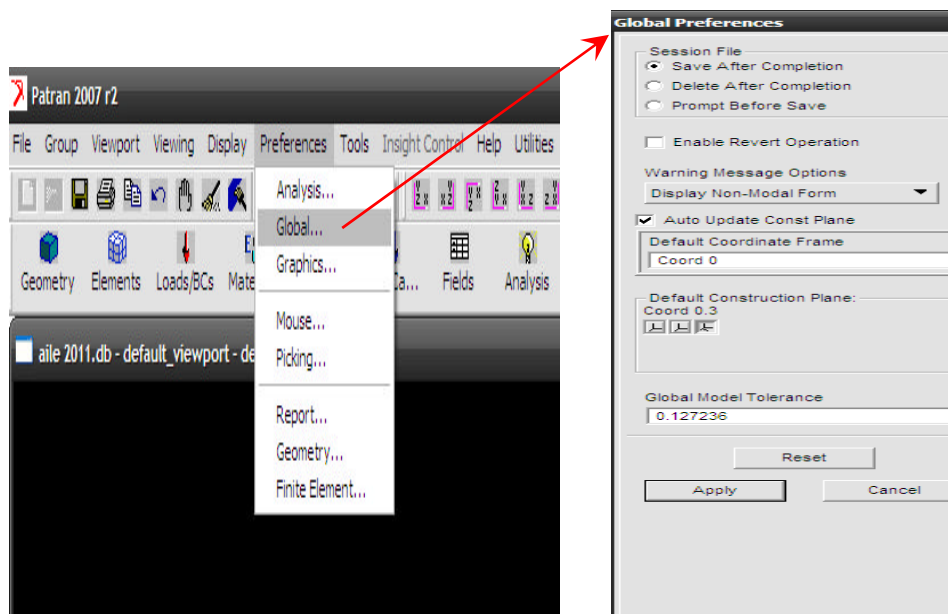 Patran 2007 r2
File Group Viewport Viewing Display Preferences Tools Insight Control Help Utilities
Geometry Elements Loads/BCs Mate Ca... Fields Analysis
aile 2011.db - default_viewport - de
Analysis...
Global...
Graphics...
Mouse...
Picking...
Report...
Geometry...
Finite Element...
Global Preferences
Session File
Save After Completion
Delete After Completion
Prompt Before Save
Enable Revert Operation
Warning Message Options
Display Non-Modal Form
Auto Update Const Plane
Default Coordinate Frame
Coord 0
Default Construction Plane:
Coord 0.3
Global Model Tolerance
0.127236
Reset
Apply Cancel